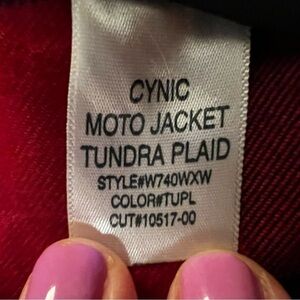 CYNIC
MOTO JACKET
TUNDRA PLAID
STYLE#W740WXW
COLOR#TUPL
CUT#10517-00